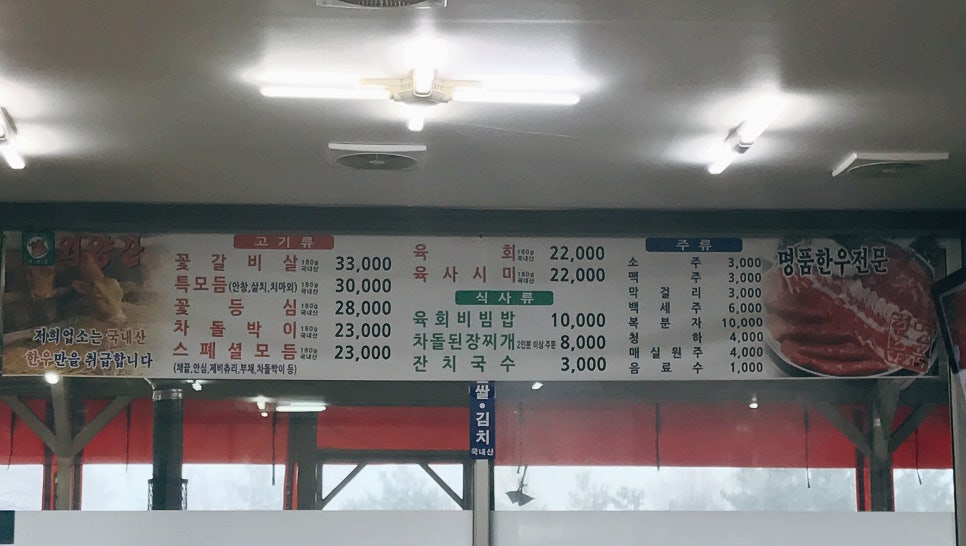 외양간
저희업소는 국내산
한우만을 취급합니다
고기류
꽃갈비살 180g 국내산 33,000
특모듬(안창,살치,치마외) 180g 국내산 30,000
꽃등심 180g 국내산 28,000
차돌박이 180g 국내산 23,000
스페셜모듬 180g 국내산 23,000
(채끝,안심,제비츄리,부채,차돌박이 등)
육회 180g 국내산 22,000
육사시미 180g 국내산 22,000
식사류
육회비빔밥 10,000
차돌된장찌개 2인분 이상 주문 8,000
잔치국수 3,000
주류
소주 3,000
맥주 3,000
막걸리 3,000
백세주 6,000
복분자 10,000
청하 4,000
매실원주 4,000
음료수 1,000
명품한우전문
쌀·김치
국내산